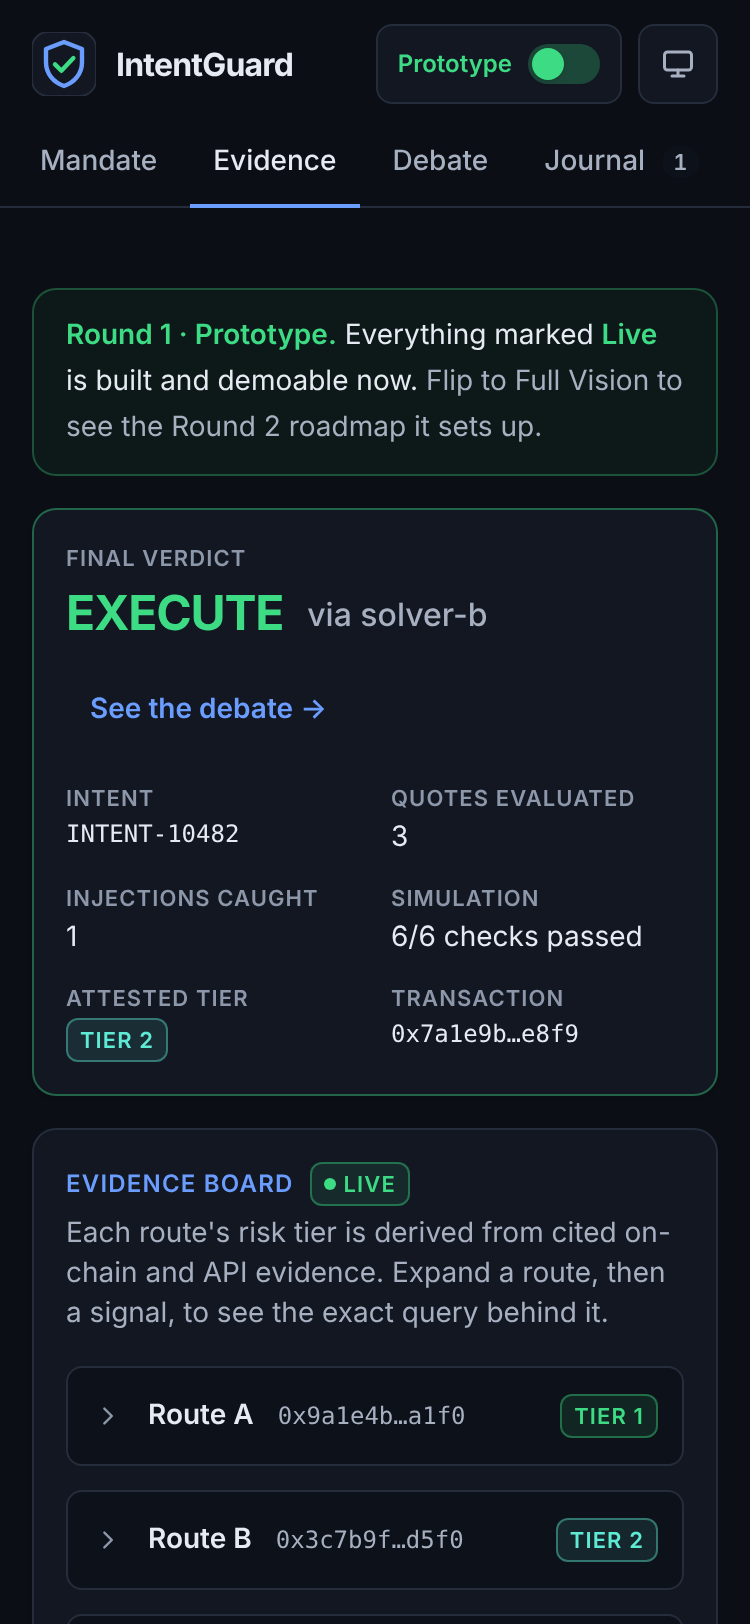 IntentGuard
Prototype
Mandate
Evidence
Debate
Journal 1
Round 1 · Prototype. Everything marked Live
is built and demoable now. Flip to Full Vision to
see the Round 2 roadmap it sets up.
FINAL VERDICT
EXECUTE via solver-b
See the debate →
INTENT
INTENT-10482
QUOTES EVALUATED
3
INJECTIONS CAUGHT
1
SIMULATION
6/6 checks passed
ATTESTED TIER
TIER 2
TRANSACTION
0x7a1e9b…e8f9
EVIDENCE BOARD
LIVE
Each route's risk tier is derived from cited on-
chain and API evidence. Expand a route, then
a signal, to see the exact query behind it.
Route A 0x9a1e4b…a1f0 TIER 1
Route B 0x3c7b9f…d5f0 TIER 2